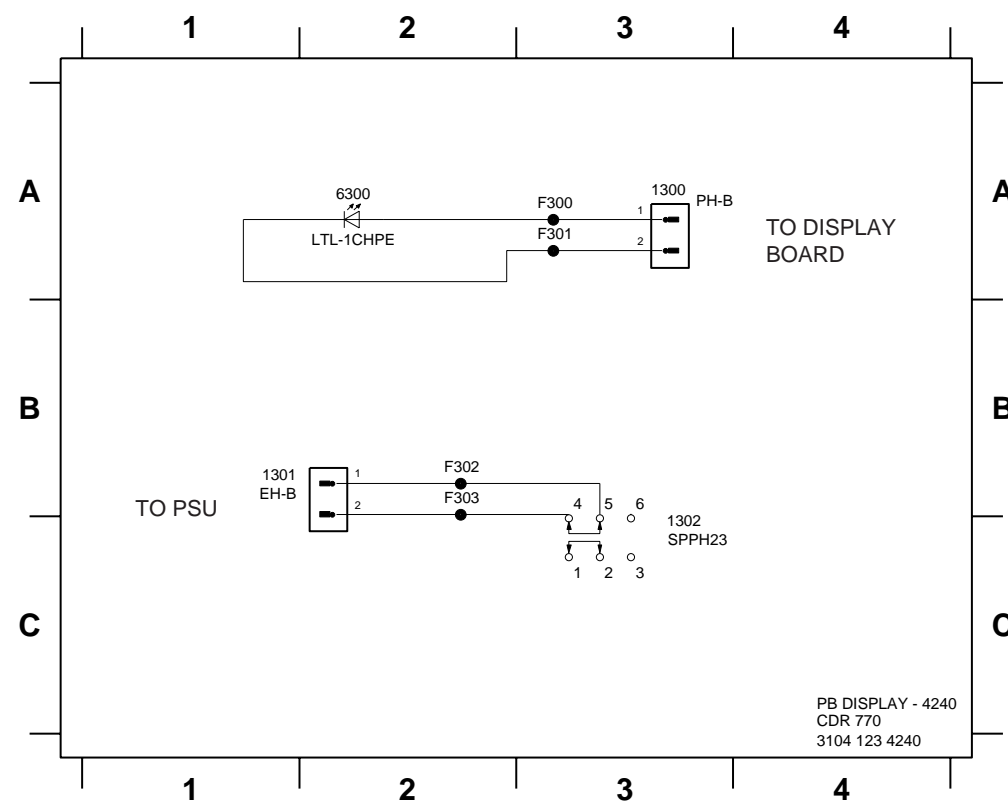 1 2 3 4
A A
6300
LTL-1CHPE
F300
F301
1300
PH-B
1
2
TO DISPLAY
BOARD
B B
1301
EH-B
1
2
F302
F303
TO PSU
4 5 6
1302
SPPH23
1 2 3
C C
PB DISPLAY - 4240
CDR 770
3104 123 4240
1 2 3 4